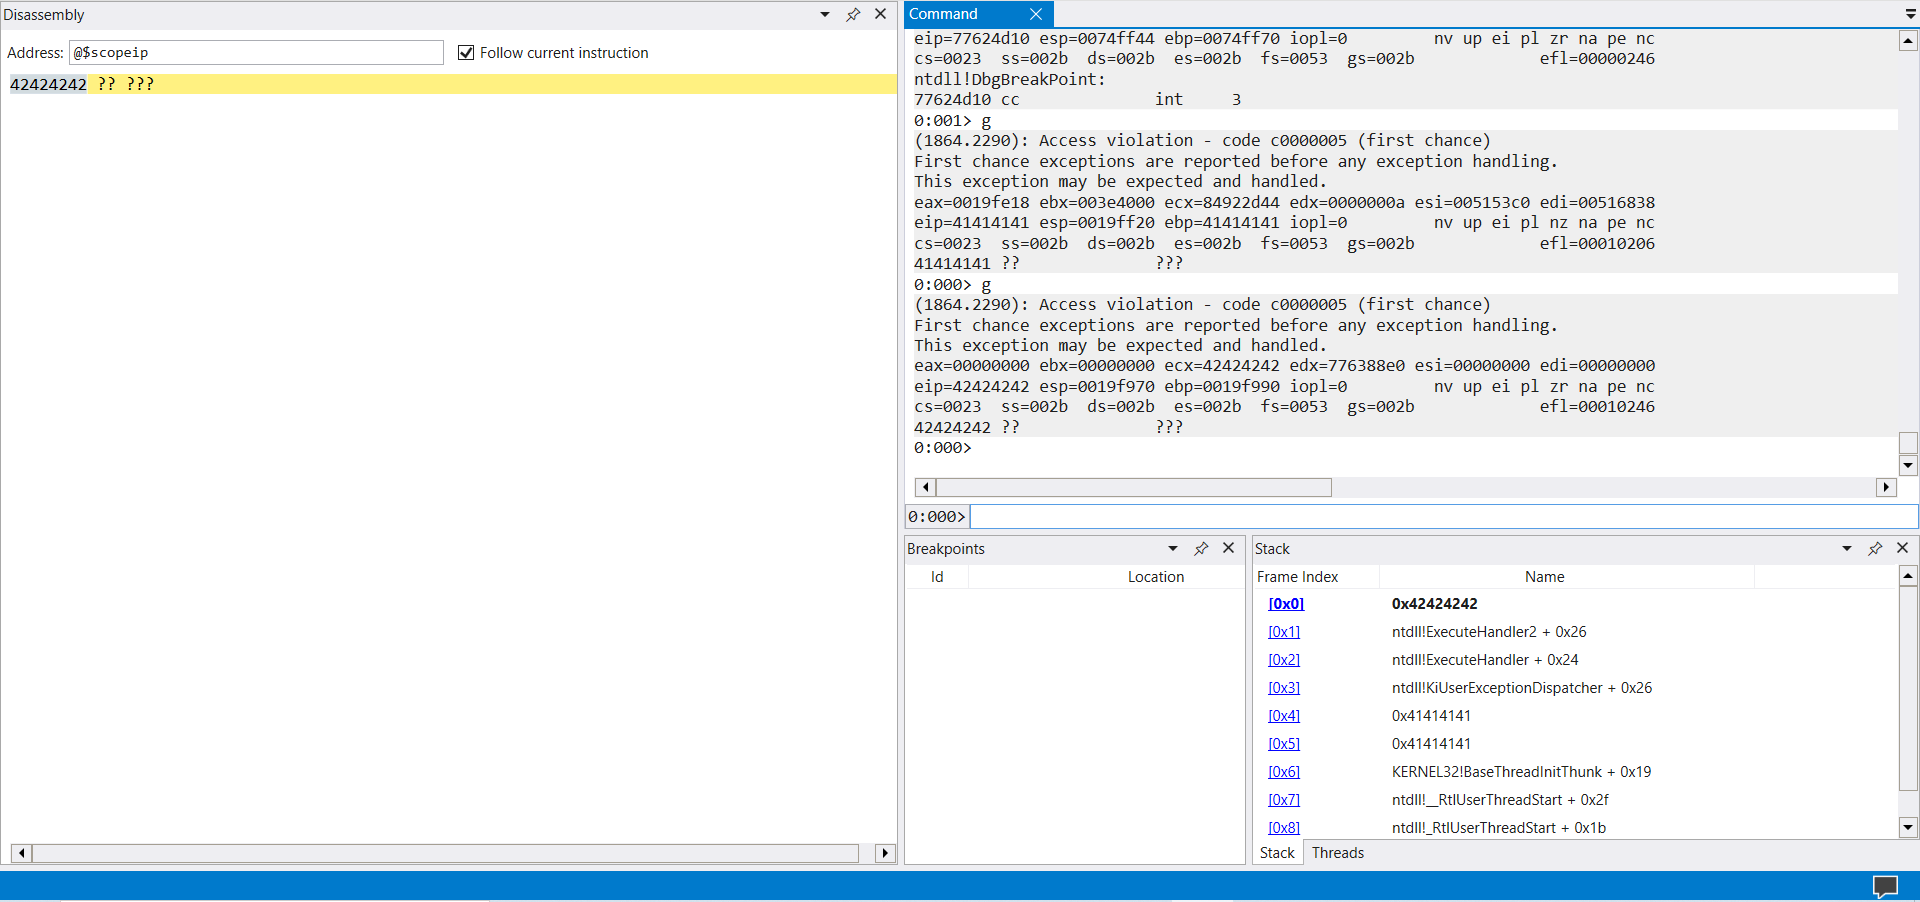 Disassembly
Address: @$scopeip Follow current instruction
42424242 ?? ???
Command
eip=77624d10 esp=0074ff44 ebp=0074ff70 iopl=0 nv up ei pl zr na pe nc
cs=0023 ss=002b ds=002b es=002b fs=0053 gs=002b efl=00000246
ntdll!DbgBreakPoint:
77624d10 cc int 3
0:001> g
(1864.2290): Access violation - code c0000005 (first chance)
First chance exceptions are reported before any exception handling.
This exception may be expected and handled.
eax=0019fe18 ebx=003e4000 ecx=84922d44 edx=0000000a esi=005153c0 edi=00516838
eip=41414141 esp=0019ff20 ebp=41414141 iopl=0 nv up ei pl nz na pe nc
cs=0023 ss=002b ds=002b es=002b fs=0053 gs=002b efl=00010206
41414141 ?? ???
0:000> g
(1864.2290): Access violation - code c0000005 (first chance)
First chance exceptions are reported before any exception handling.
This exception may be expected and handled.
eax=00000000 ebx=00000000 ecx=42424242 edx=776388e0 esi=00000000 edi=00000000
eip=42424242 esp=0019f970 ebp=0019f990 iopl=0 nv up ei pl zr na pe nc
cs=0023 ss=002b ds=002b es=002b fs=0053 gs=002b efl=00010246
42424242 ?? ???
0:000>
0:000>
Breakpoints
Id Location
Stack
Frame Index Name
[0x0] 0x42424242
[0x1] ntdll!ExecuteHandler2 + 0x26
[0x2] ntdll!ExecuteHandler + 0x24
[0x3] ntdll!KiUserExceptionDispatcher + 0x26
[0x4] 0x41414141
[0x5] 0x41414141
[0x6] KERNEL32!BaseThreadInitThunk + 0x19
[0x7] ntdll!__RtlUserThreadStart + 0x2f
[0x8] ntdll!_RtlUserThreadStart + 0x1b
Stack Threads